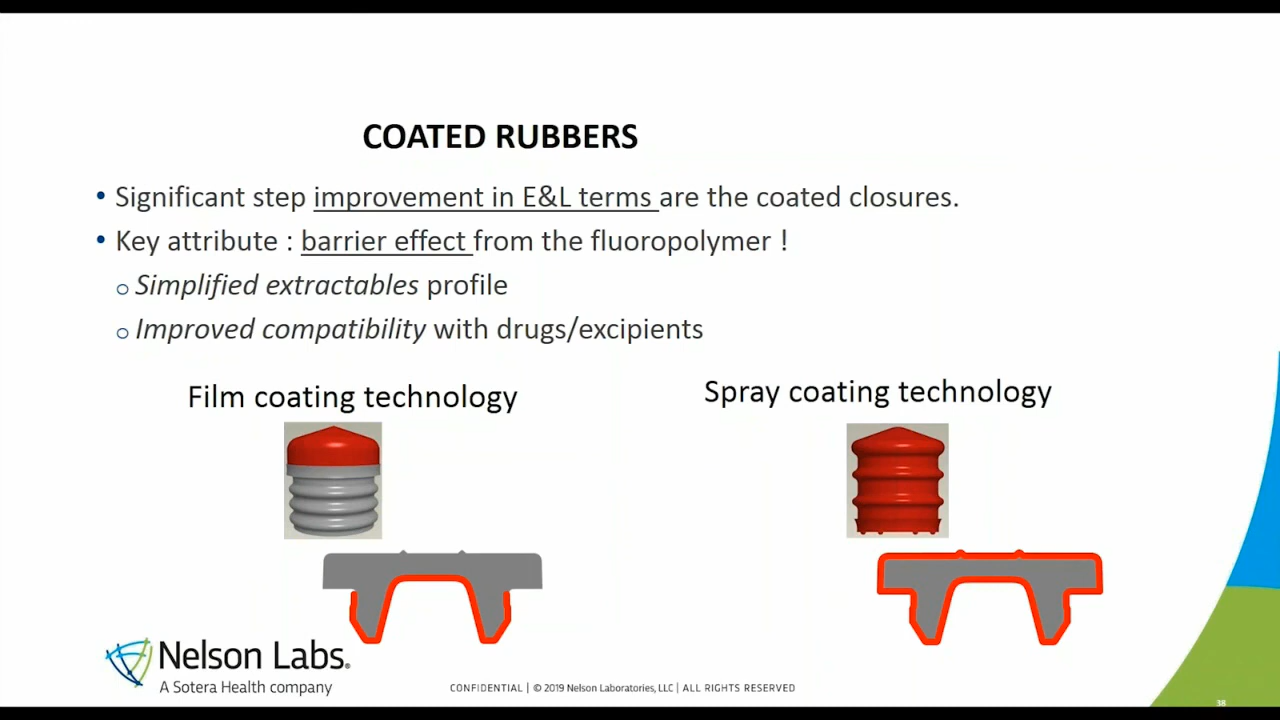 COATED RUBBERS
• Significant step improvement in E&L terms are the coated closures.
• Key attribute : barrier effect from the fluoropolymer !
o Simplified extractables profile
o Improved compatibility with drugs/excipients
Film coating technology
Spray coating technology
Nelson Labs.
A Sotera Health company
CONFIDENTIAL | © 2019 Nelson Laboratories, LLC | ALL RIGHTS RESERVED
38